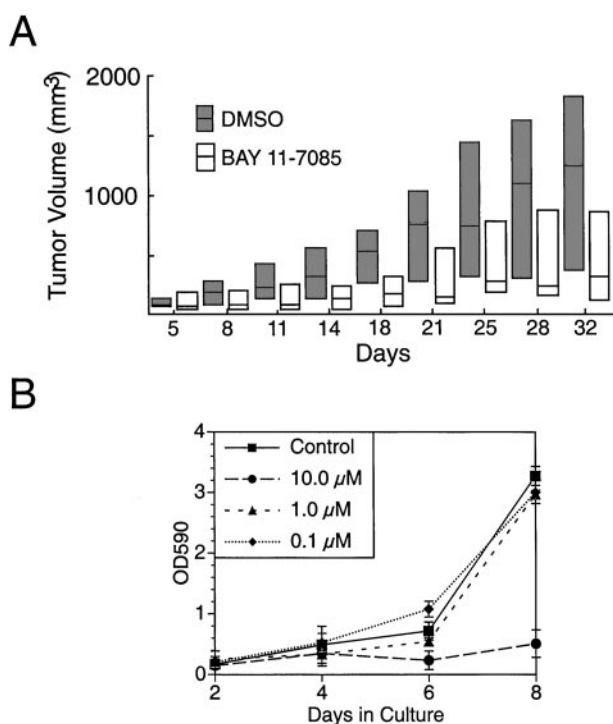 A
Tumor Volume (mm³)
2000
1000
DMSO
BAY 11-7085
5 8 11 14 18 21 25 28 32
Days
B
OD590
4
3
2
1
0
Control
10.0 µM
1.0 µM
0.1 µM
2 4 6 8
Days in Culture